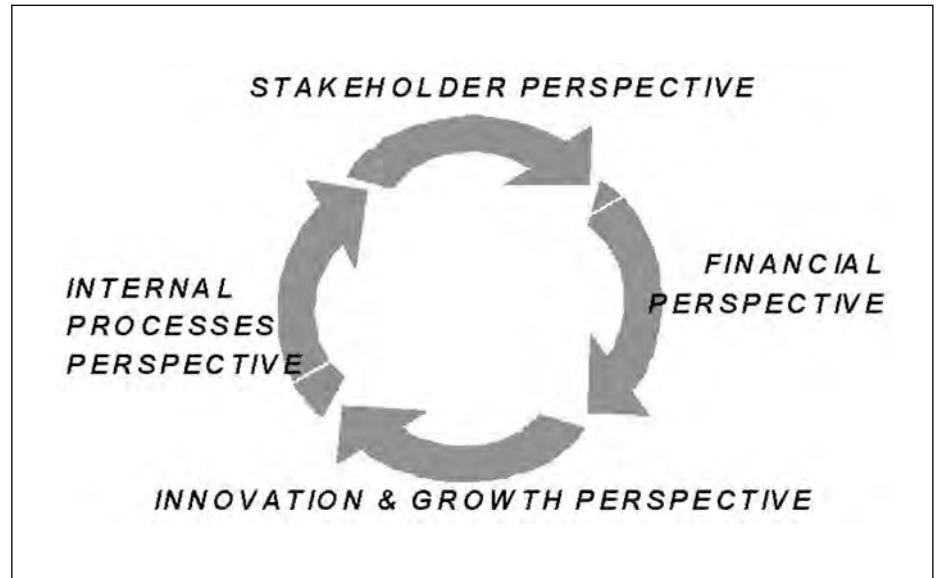 STAKEHOLDER PERSPECTIVE
FINANCIAL
PERSPECTIVE
INTERNAL
PROCESSES
PERSPECTIVE
INNOVATION & GROWTH PERSPECTIVE